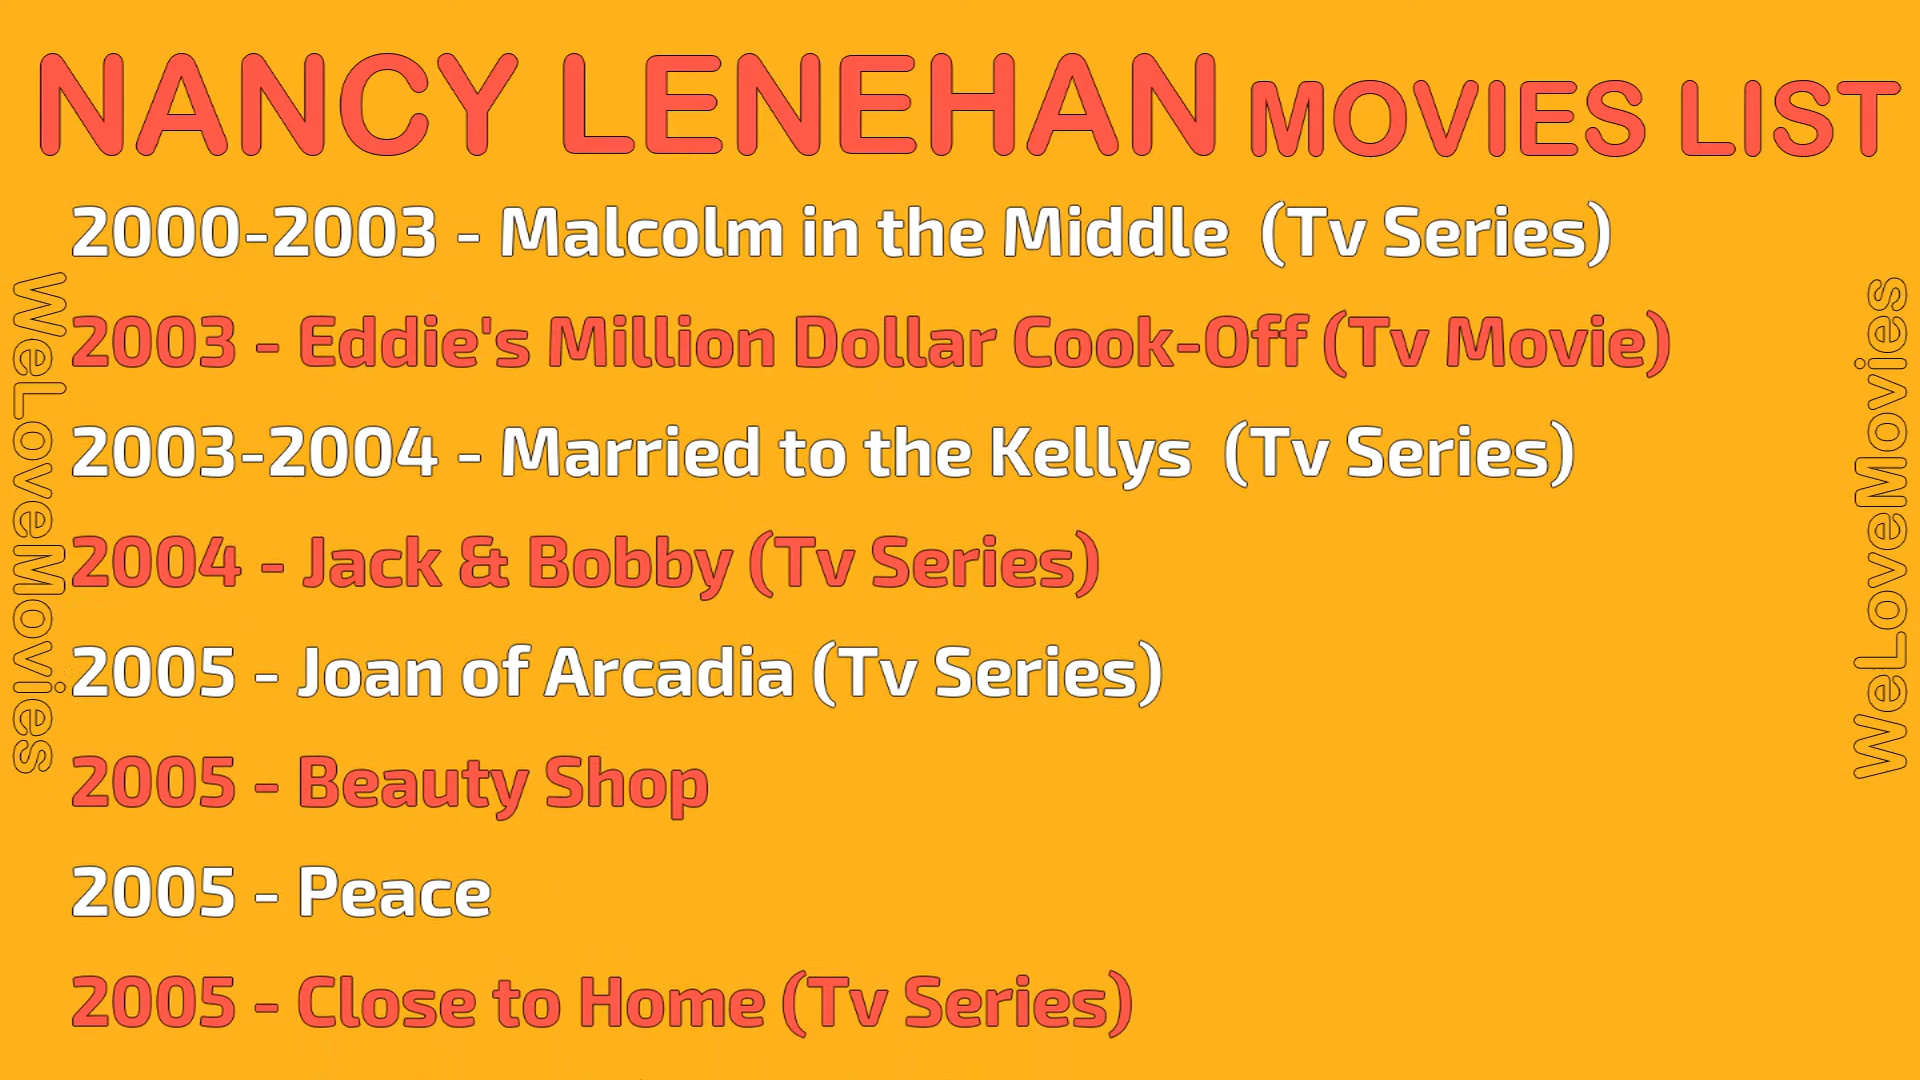 NANCY LENEHAN MOVIES LIST
2000-2003 - Malcolm in the Middle (Tv Series)
2003 - Eddie's Million Dollar Cook-Off (Tv Movie)
2003-2004 - Married to the Kellys (Tv Series)
2004 - Jack & Bobby (Tv Series)
2005 - Joan of Arcadia (Tv Series)
2005 - Beauty Shop
2005 - Peace
2005 - Close to Home (Tv Series)
WeLoveMovies
WeLoveMovies